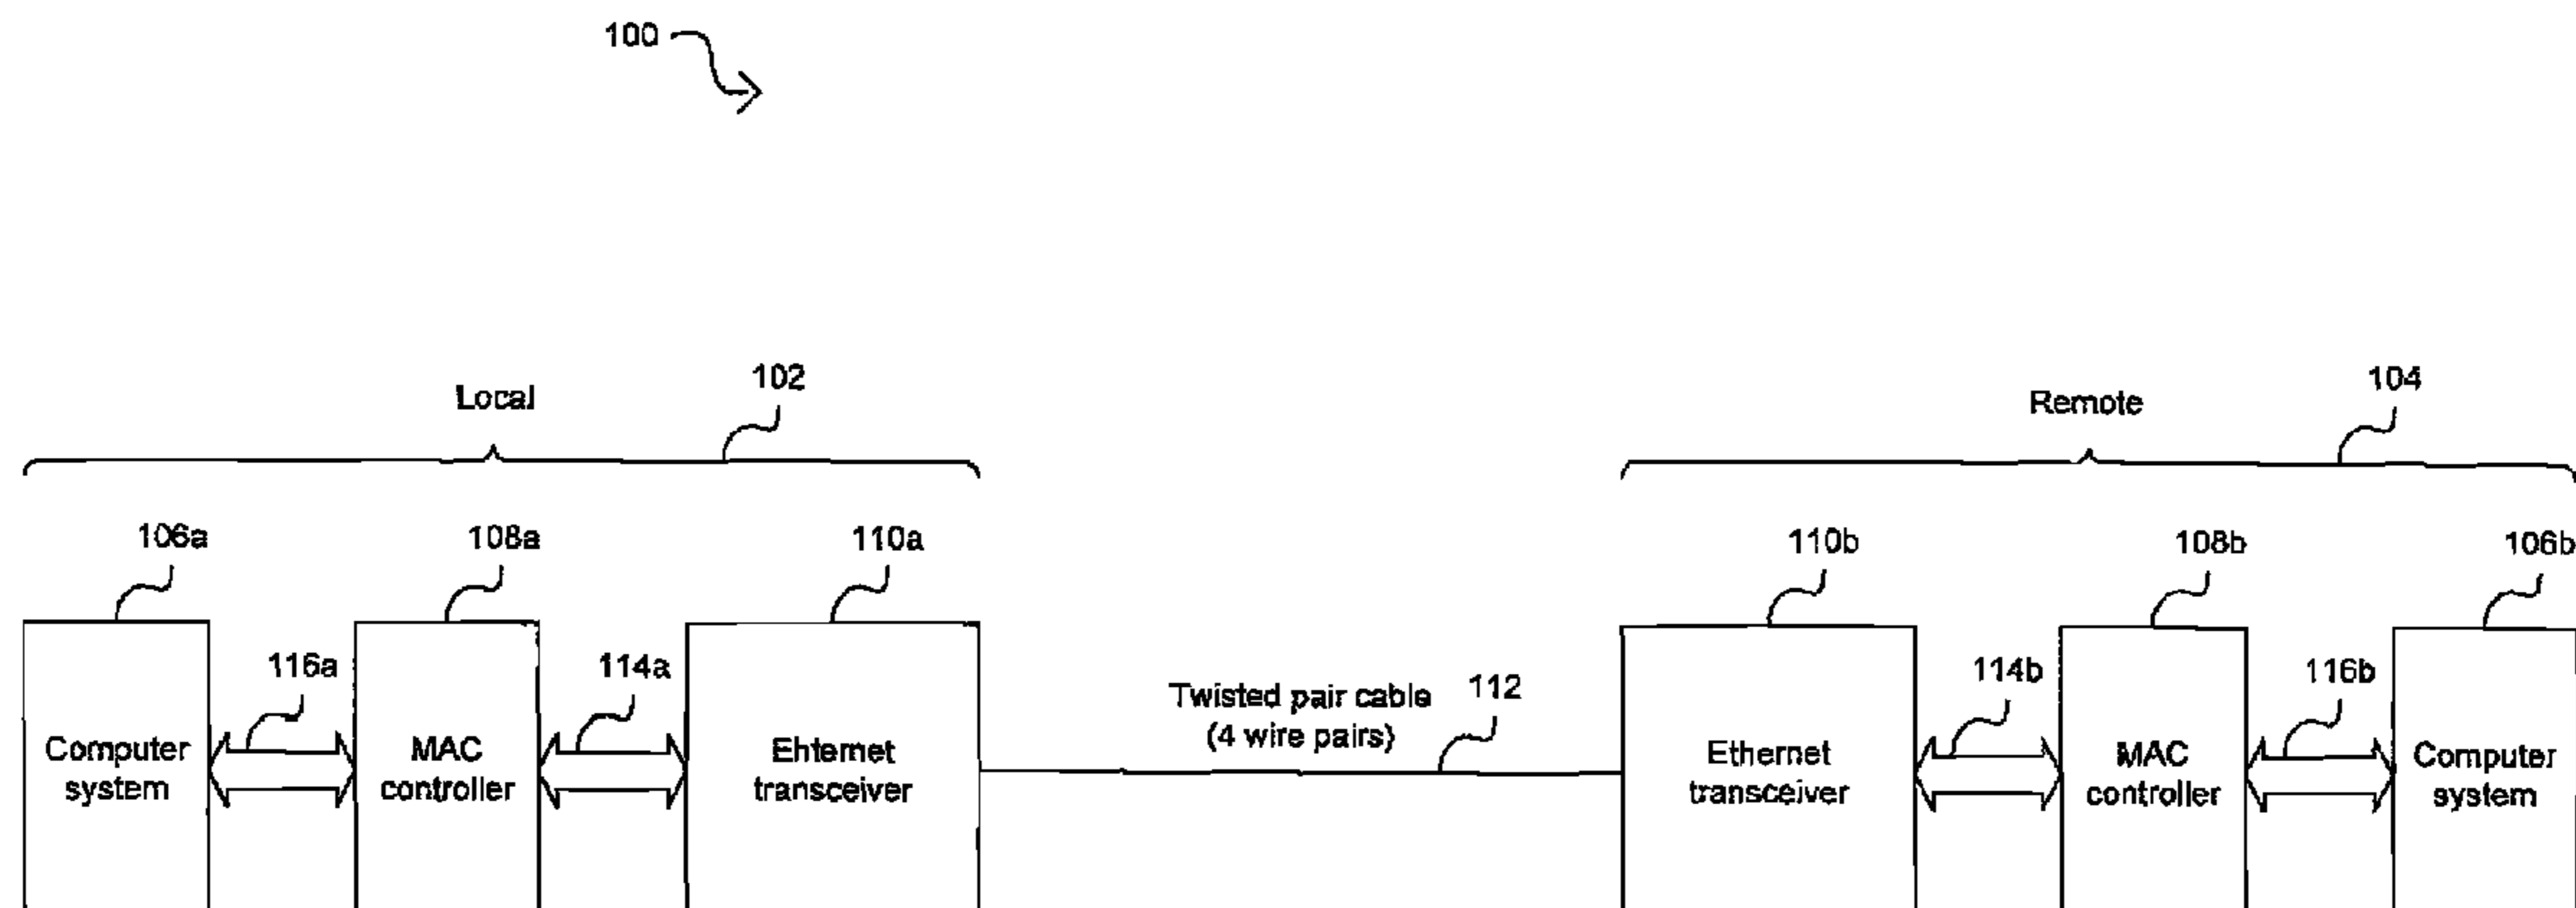 100
102
Local
104
Remote
106a
108a
110a
110b
108b
106b
116a
114a
Twisted pair cable
(4 wire pairs)
112
114b
116b
Computer
system
MAC
controller
Ehternet
transceiver
Ethernet
transceiver
MAC
controller
Computer
system